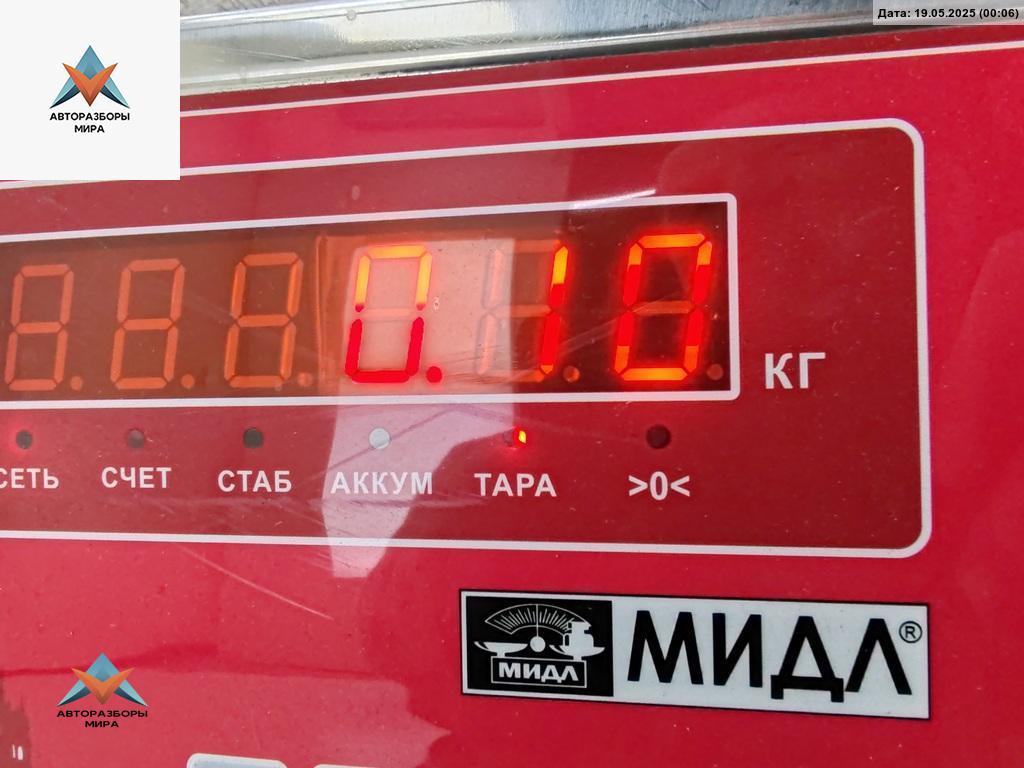 Дата: 19.05.2025 (00:06)
АВТОРАЗБОРЫ
МИРА
0.10
КГ
СЕТЬ СЧЕТ СТАБ АККУМ ТАРА >0<
МИДЛ
МИДЛ®
АВТОРАЗБОРЫ
МИРА